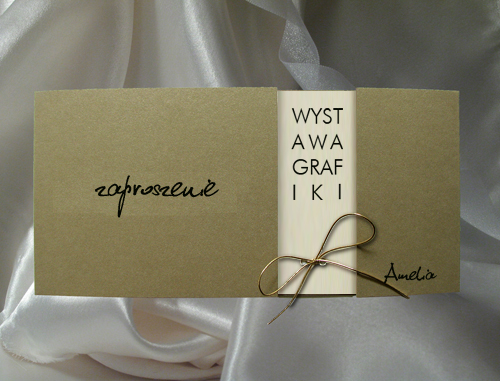 zaproszenie
WYST
AWA
GRAF
IKI
Amelia